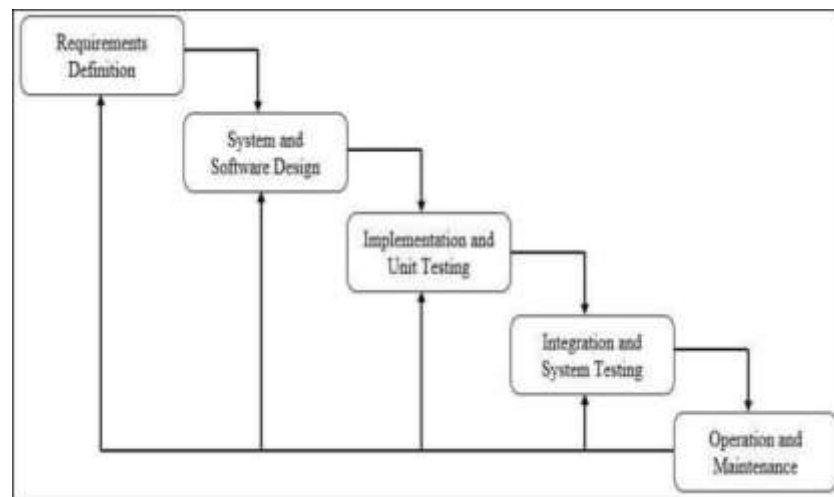 Requirements
Definition
System and
Software Design
Implementation and
Unit Testing
Integration and
System Testing
Operation and
Maintenance